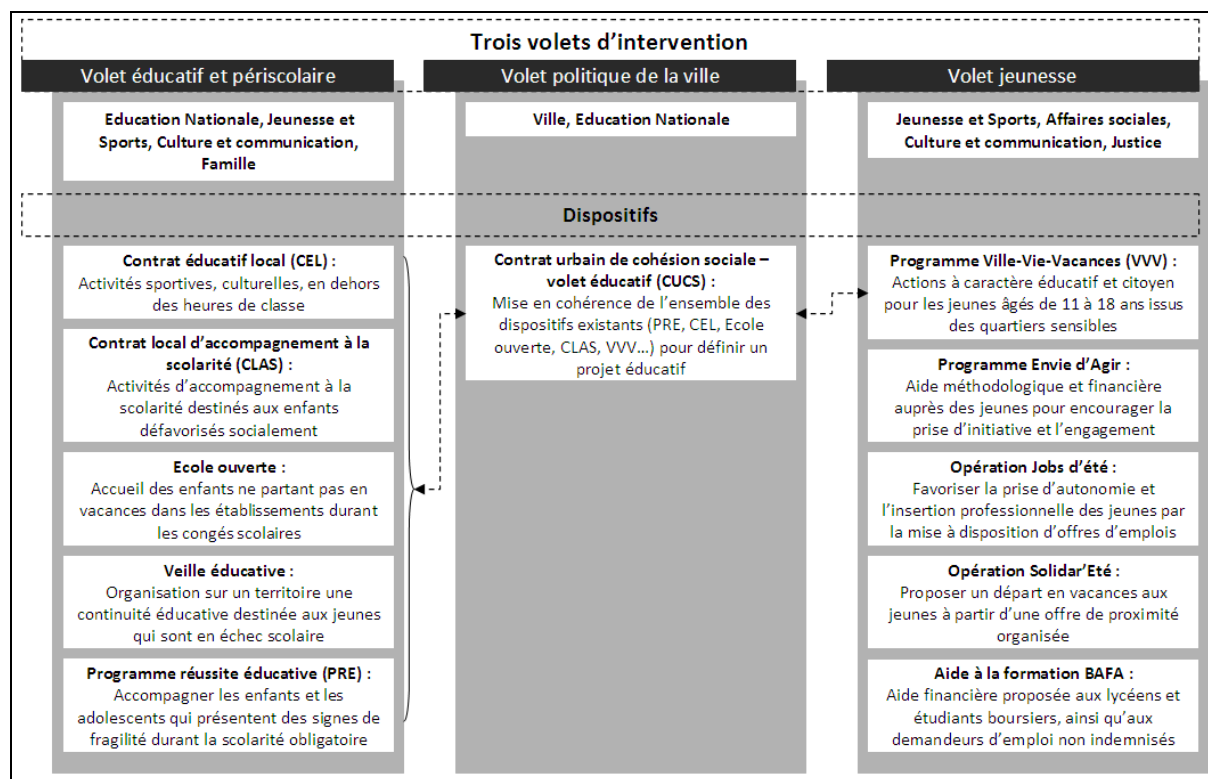 Trois volets d'intervention
Volet éducatif et périscolaire
Education Nationale, Jeunesse et
Sports, Culture et communication,
Famille
Volet politique de la ville
Ville, Education Nationale
Volet jeunesse
Jeunesse et Sports, Affaires sociales,
Culture et communication, Justice
Dispositifs
Contrat éducatif local (CEL) :
Activités sportives, culturelles, en dehors
des heures de classe
Contrat local d'accompagnement à la
scolarité (CLAS) :
Activités d'accompagnement à la
scolarité destinés aux enfants
défavorisés socialement
Ecole ouverte :
Accueil des enfants ne partant pas en
vacances dans les établissements durant
les congés scolaires
Veille éducative :
Organisation sur un territoire une
continuité éducative destinée aux jeunes
qui sont en échec scolaire
Programme réussite éducative (PRE) :
Accompagner les enfants et les
adolescents qui présentent des signes de
fragilité durant la scolarité obligatoire
Contrat urbain de cohésion sociale –
volet éducatif (CUCS) :
Mise en cohérence de l'ensemble des
dispositifs existants (PRE, CEL, Ecole
ouverte, CLAS, VVV...) pour définir un
projet éducatif
Programme Ville-Vie-Vacances (VVV) :
Actions à caractère éducatif et citoyen
pour les jeunes âgés de 11 à 18 ans issus
des quartiers sensibles
Programme Envie d'Agir :
Aide méthodologique et financière
auprès des jeunes pour encourager la
prise d'initiative et l'engagement
Opération Jobs d'été :
Favoriser la prise d'autonomie et
l'insertion professionnelle des jeunes par
la mise à disposition d'offres d'emplois
Opération Solidar'Eté :
Proposer un départ en vacances aux
jeunes à partir d'une offre de proximité
organisée
Aide à la formation BAFA :
Aide financière proposée aux lycéens et
étudiants boursiers, ainsi qu'aux
demandeurs d'emploi non indemnisés